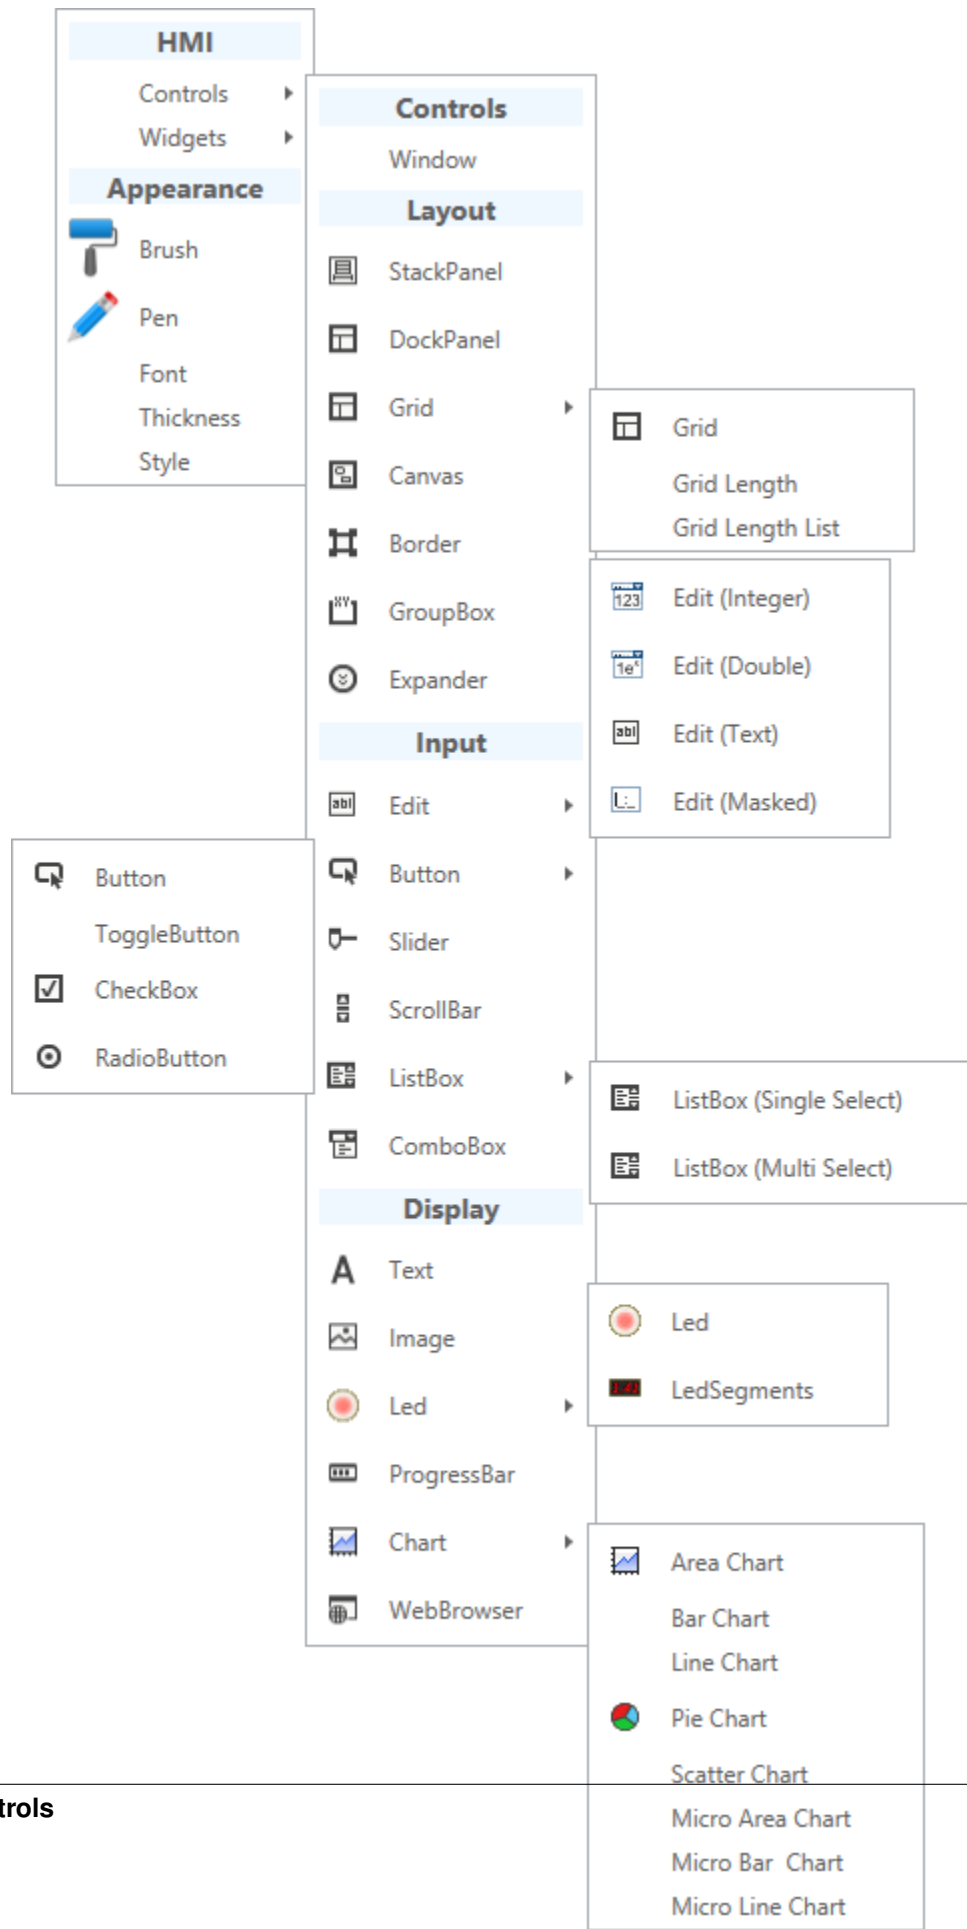 HMI
Controls
Widgets
Appearance
Brush
Pen
Font
Thickness
Style
Controls
Window
Layout
StackPanel
DockPanel
Grid
Canvas
Border
GroupBox
Expander
Input
Edit
Button
Slider
ScrollBar
ListBox
ComboBox
Display
Text
Image
Led
ProgressBar
Chart
WebBrowser
Grid
Grid Length
Grid Length List
Edit (Integer)
Edit (Double)
Edit (Text)
Edit (Masked)
Button
ToggleButton
CheckBox
RadioButton
ListBox (Single Select)
ListBox (Multi Select)
Led
LedSegments
Area Chart
Bar Chart
Line Chart
Pie Chart
Scatter Chart
Micro Area Chart
Micro Bar  Chart
Micro Line Chart
trols